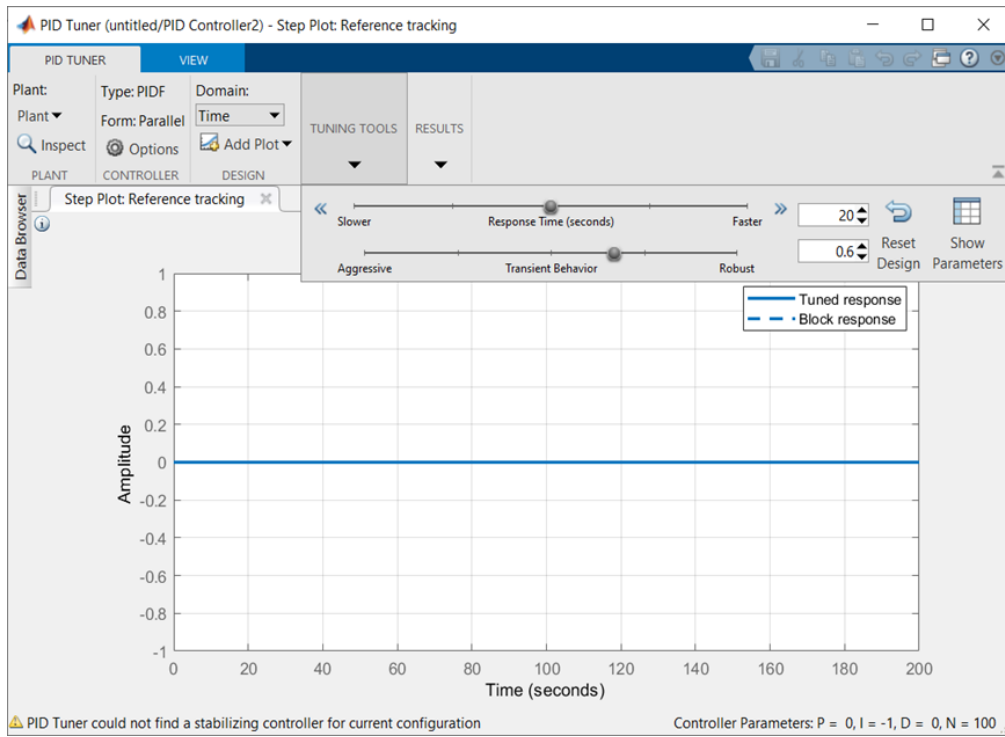 PID Tuner (untitled/PID Controller2) - Step Plot: Reference tracking
PID TUNER
VIEW
Plant:
Plant
Inspect
PLANT
Type: PIDF
Form: Parallel
Options
CONTROLLER
Domain:
Time
Add Plot
DESIGN
TUNING TOOLS
RESULTS
Data Browser
Step Plot: Reference tracking
Slower Response Time (seconds) Faster
20
Aggressive Transient Behavior Robust
0.6
Reset
Design
Show
Parameters
Tuned response
Block response
Amplitude
1
0.8
0.6
0.4
0.2
0
-0.2
-0.4
-0.6
-0.8
-1
0 20 40 60 80 100 120 140 160 180 200
Time (seconds)
PID Tuner could not find a stabilizing controller for current configuration
Controller Parameters: P = 0, I = -1, D = 0, N = 100